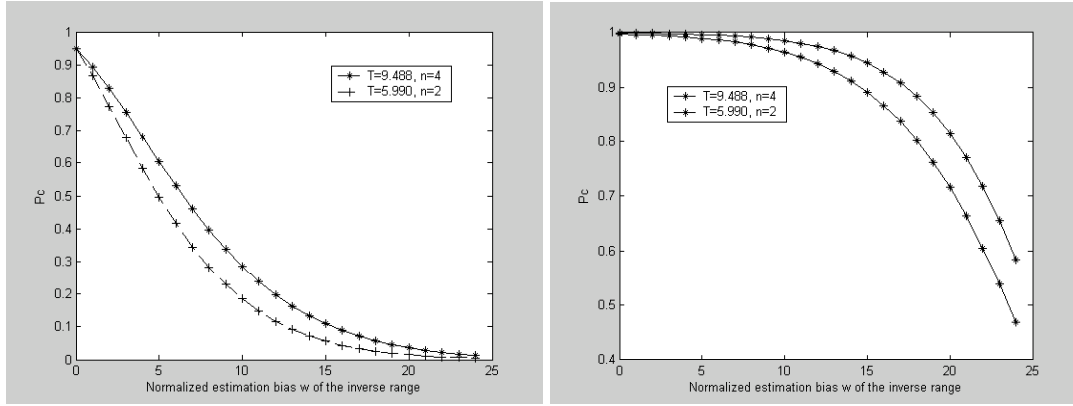 1
0.9
0.8
0.7
0.6
0.5
0.4
0.3
0.2
0.1
0
Pc
T=9.488, n=4
T=5.990, n=2
0 5 10 15 20 25
Normalized estimation bias w of the inverse range
1
0.9
0.8
0.7
0.6
0.5
0.4
Pc
T=9.488, n=4
T=5.990, n=2
0 5 10 15 20 25
Normalized estimation bias w of the inverse range